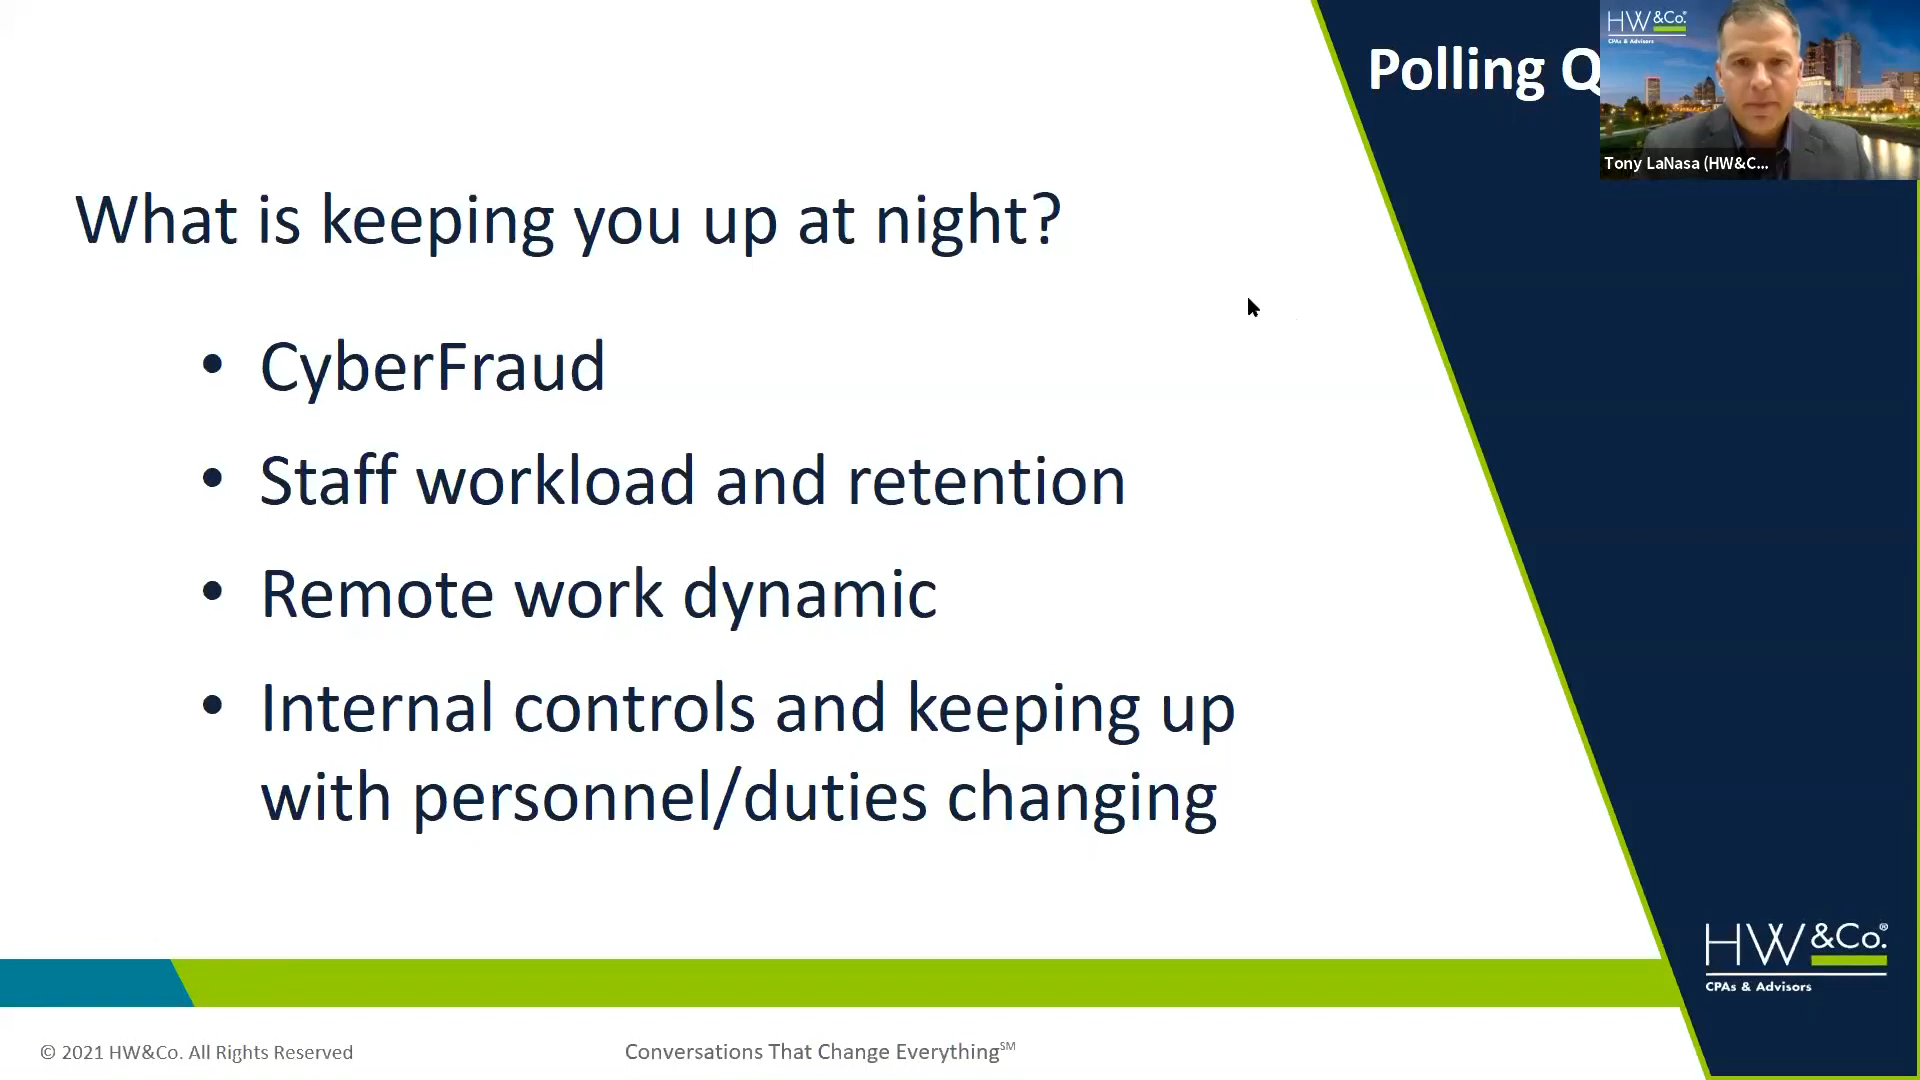 Polling Q
HW&Co.®
CPAs & Advisors
Tony LaNasa (HW&C...
What is keeping you up at night?
• CyberFraud
• Staff workload and retention
• Remote work dynamic
• Internal controls and keeping up
with personnel/duties changing
HW&Co.®
CPAs & Advisors
© 2021 HW&Co. All Rights Reserved
Conversations That Change Everything℠